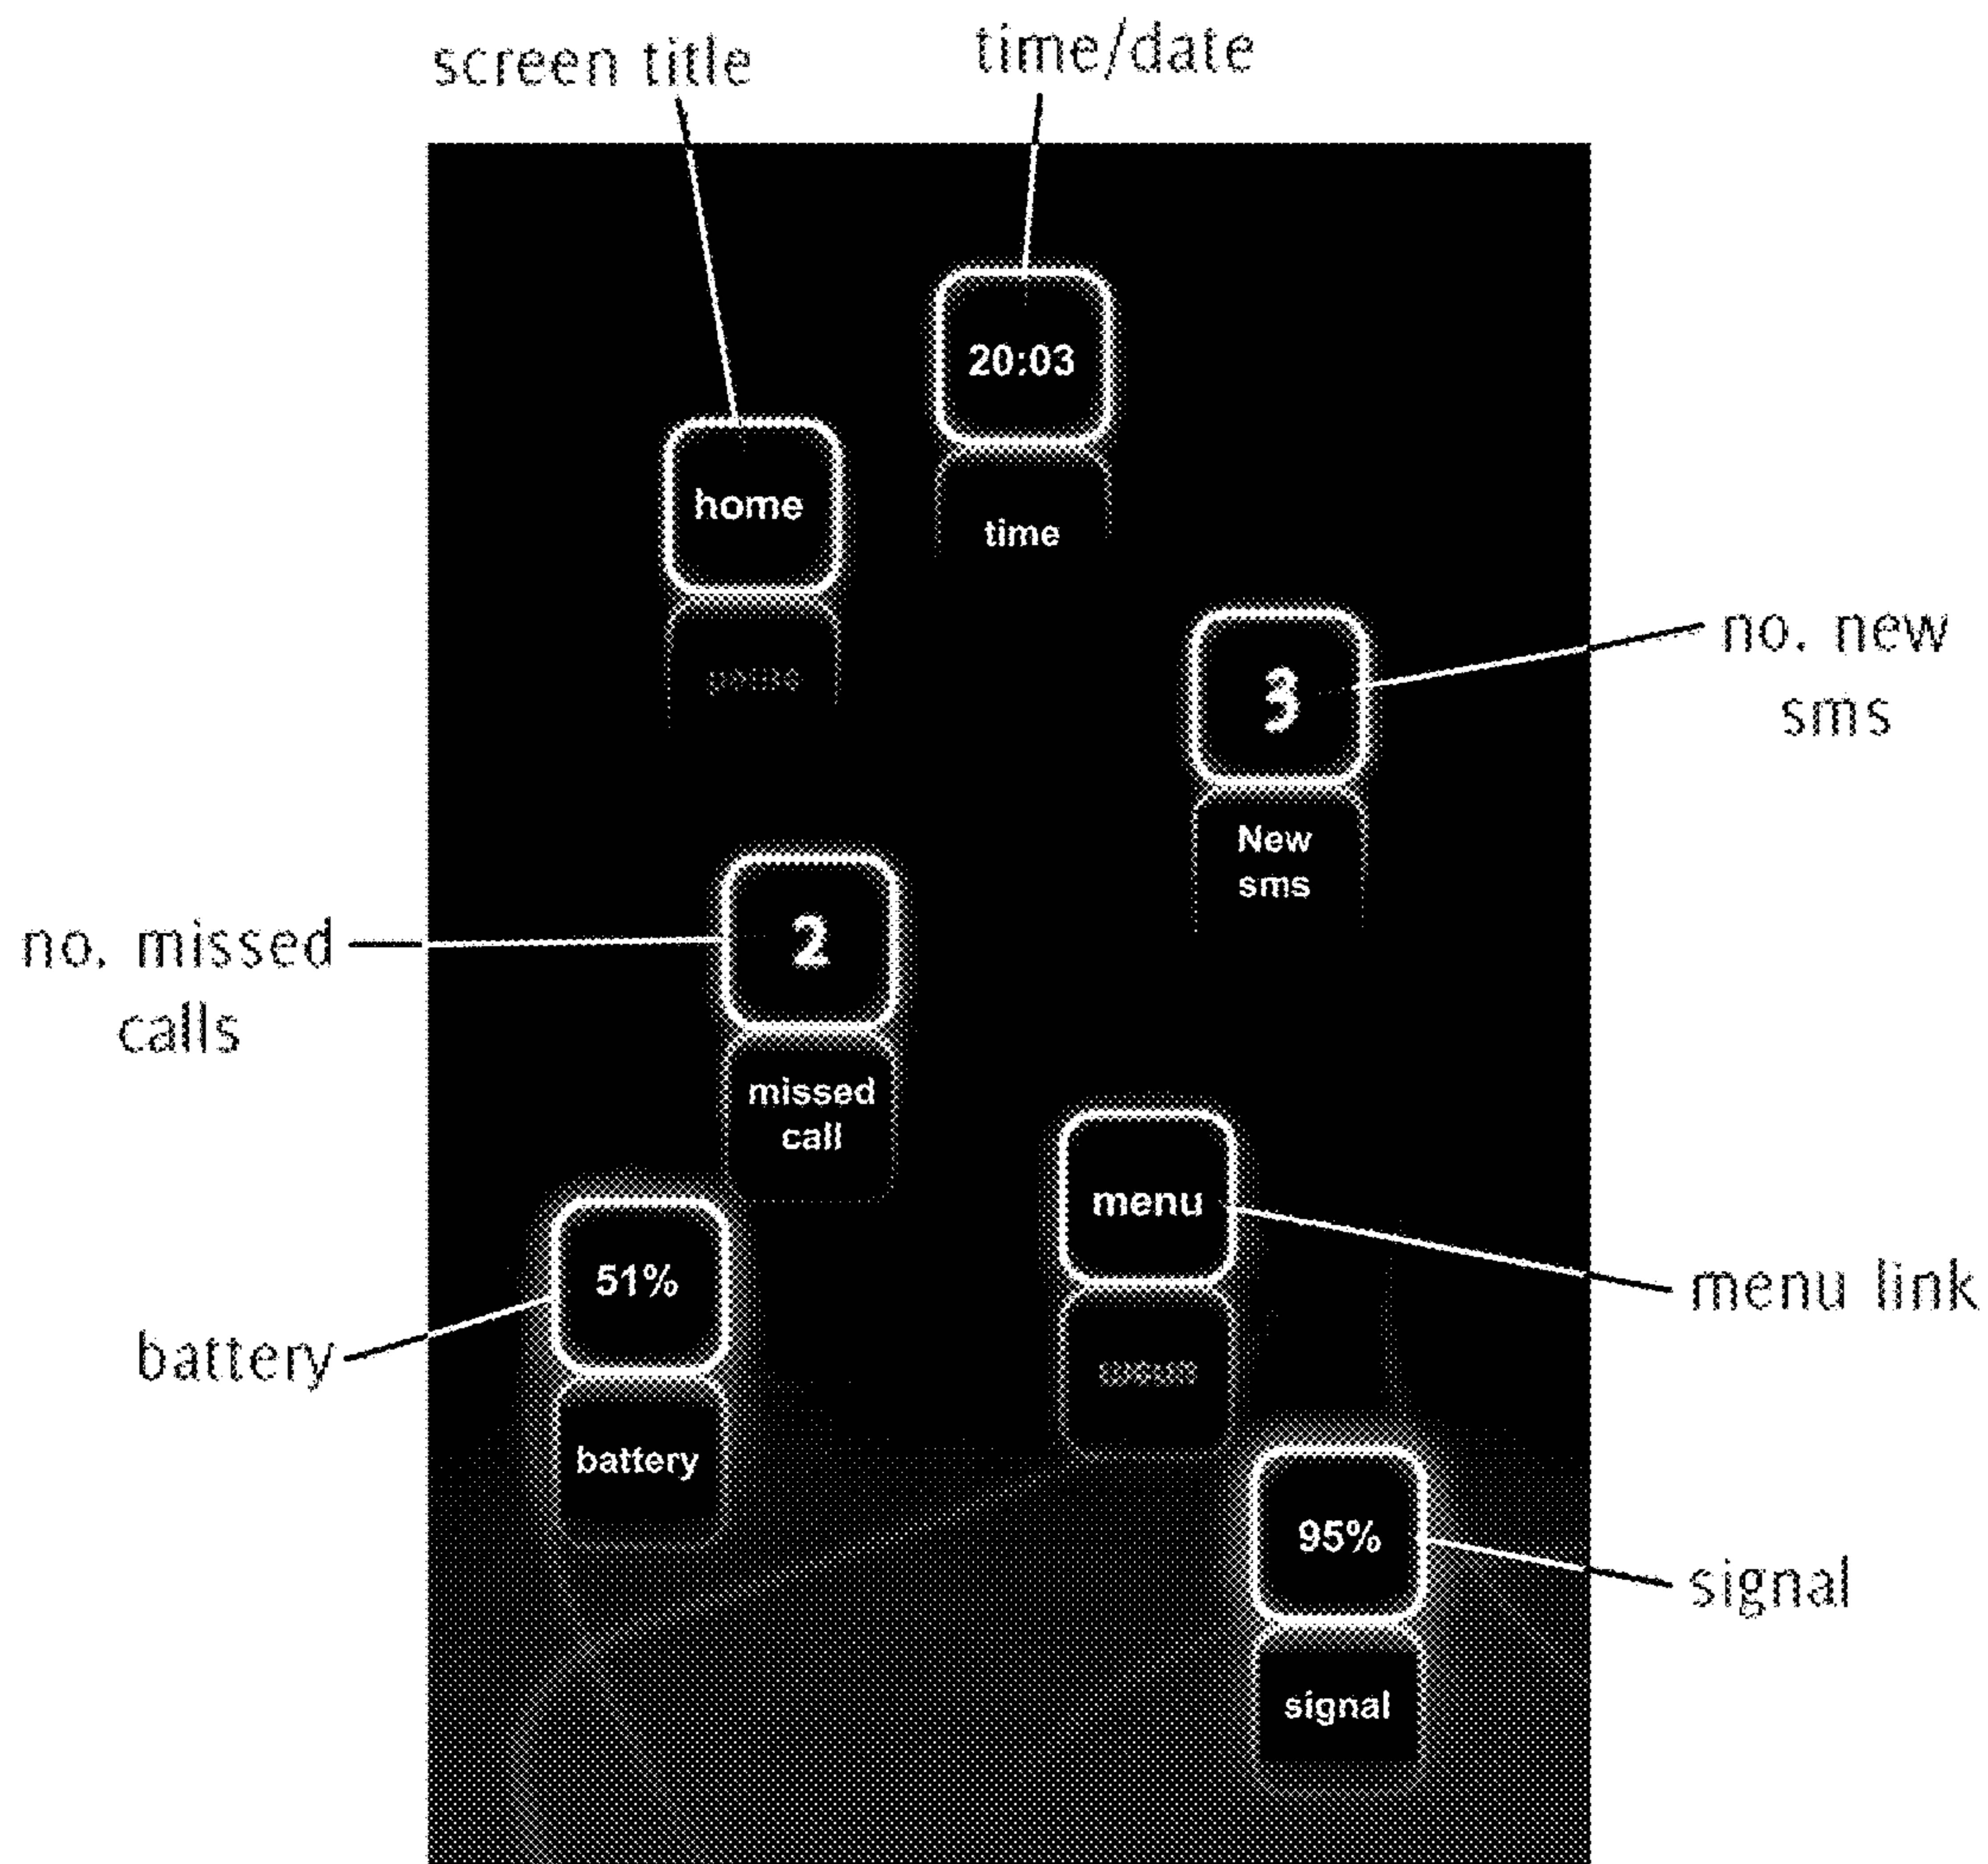 screen title
time/date
20:03
time
home
no. new
sms
3
New
sms
no. missed
calls
2
missed
call
menu
menu link
51%
battery
battery
95%
signal
signal